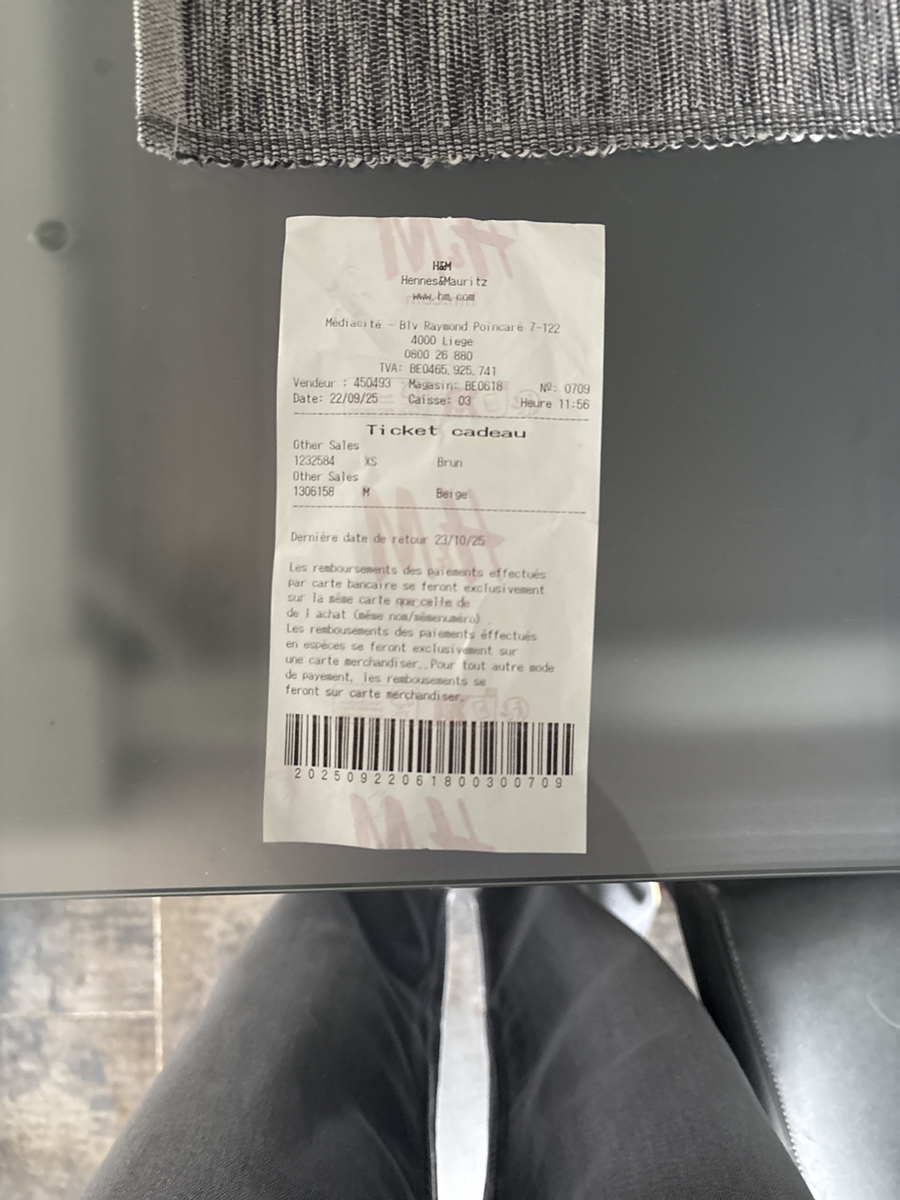 H&M
Hennes&Mauritz
www.hm.com
Médiacité - Blv Raymond Poincaré 7-122
4000 Liege
0800 26 880
TVA: BE0465.925.741
Vendeur : 450493 Magasin: BE0618 Nº: 0709
Date: 22/09/25 Caisse: 03 Heure 11:56
Ticket cadeau
Other Sales
1232584 XS Brun
Other Sales
1306158 M Beige
Dernière date de retour 23/10/25
Les remboursements des paiements effectués
par carte bancaire se feront exclusivement
sur la même carte que celle de
de l achat (même nom/mêmenuméro) .
Les rembousements des paiements éffectués
en espèces se feront exclusivement sur
une carte merchandiser..Pour tout autre mode
de payement, les rembousements se
feront sur carte merchandiser.
20250922061800300709